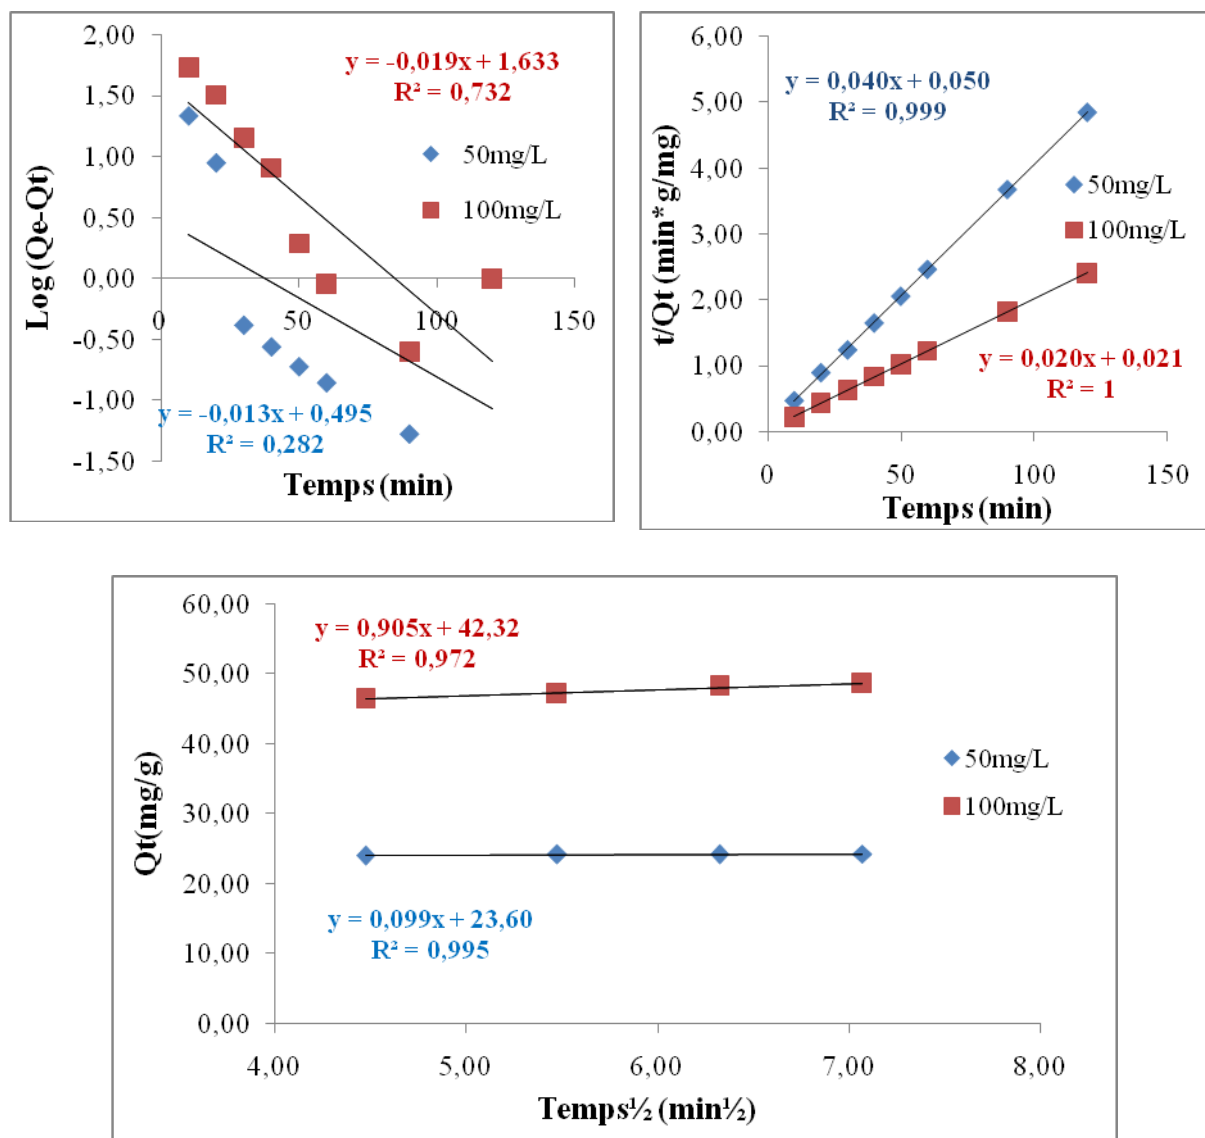 2,00
1,50
1,00
0,50
0,00
-0,50
-1,00
-1,50
Log (Qe-Qt)
y = -0,019x + 1,633
R² = 0,732
50mg/L
100mg/L
0
50
100
150
y = -0,013x + 0,495
R² = 0,282
Temps (min)
6,00
5,00
4,00
3,00
2,00
1,00
0,00
t/Qt (min*g/mg)
y = 0,040x + 0,050
R² = 0,999
50mg/L
100mg/L
y = 0,020x + 0,021
R² = 1
0
50
100
150
Temps (min)
60,00
50,00
40,00
30,00
20,00
10,00
0,00
Qt(mg/g)
y = 0,905x + 42,32
R² = 0,972
50mg/L
100mg/L
y = 0,099x + 23,60
R² = 0,995
4,00
5,00
6,00
7,00
8,00
Temps½ (min½)